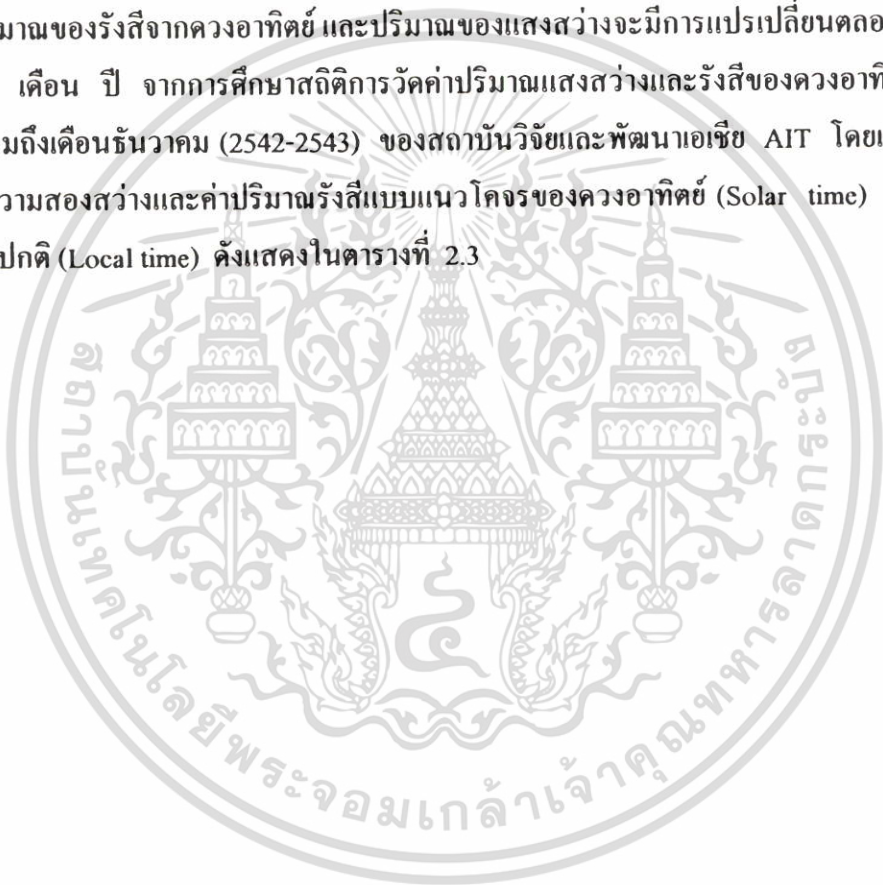 มาณของรังสีจากดวงอาทิตย์ และปริมาณของแสงสว่างจะมีการแปรเปลี่ยนตลอ
เดือน ปี จากการศึกษาสถิติการวัดค่าปริมาณแสงสว่างและรังสีของดวงอาทิ
มถึงเดือนธันวาคม (2542-2543) ของสถาบันวิจัยและพัฒนาเอเชีย AIT โดยเ
วามสองสว่างและค่าปริมาณรังสีแบบแนวโคจรของดวงอาทิตย์ (Solar time)
ปกติ (Local time) ดังแสดงในตารางที่ 2.3
สถาบันเทคโนโลยีพระจอมเกล้าเจ้าคุณทหารลาดกระบัง